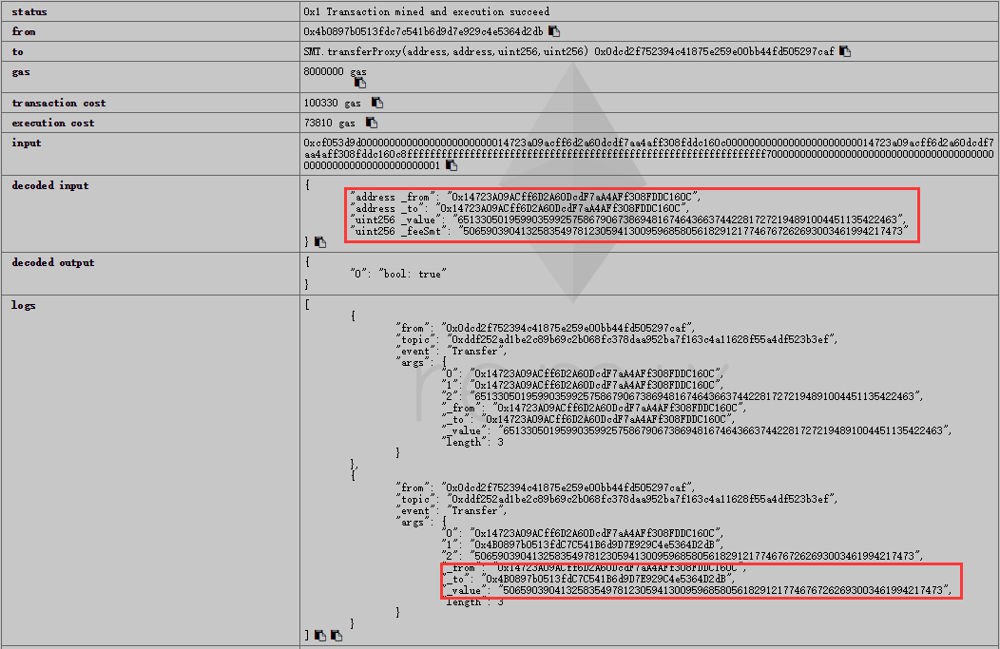 status 0x1 Transaction mined and execution succeed
from 0x4b0897b0513fdc7c541b6d9d7e929c4e5364d2db
to SMT.transferProxy(address,address,uint256,uint256) 0x0dcd2f752394c41875e259e00bb44fd505297caf
gas 8000000 gas
transaction cost 100330 gas
execution cost 73810 gas
input
decoded input {
"address _from": "0x14723A09ACff6D2A60DcdF7aA4AFf308FDDC160C",
"address _to": "0x14723A09ACff6D2A60DcdF7aA4AFf308FDDC160C",
"uint256 _value": "65133050195990359925758679067386948167464366374422817272194891004451135422463",
"uint256 _feeSmt": "50659039041325835497812305941300959685805618291217746767262693003461994217473"
}
decoded output {
"0": "bool: true"
}
logs [
{
"from": "0x0dcd2f752394c41875e259e00bb44fd505297caf",
"topic": "0xddf252ad1be2c89b69c2b068fc378daa952ba7f163c4a11628f55a4df523b3ef",
"event": "Transfer",
"args": {
"0": "0x14723A09ACff6D2A60DcdF7aA4AFf308FDDC160C",
"1": "0x14723A09ACff6D2A60DcdF7aA4AFf308FDDC160C",
"2": "65133050195990359925758679067386948167464366374422817272194891004451135422463",
"_from": "0x14723A09ACff6D2A60DcdF7aA4AFf308FDDC160C",
"_to": "0x14723A09ACff6D2A60DcdF7aA4AFf308FDDC160C",
"_value": "65133050195990359925758679067386948167464366374422817272194891004451135422463",
"length": 3
}
},
{
"from": "0x0dcd2f752394c41875e259e00bb44fd505297caf",
"topic": "0xddf252ad1be2c89b69c2b068fc378daa952ba7f163c4a11628f55a4df523b3ef",
"event": "Transfer",
"args": {
"0": "0x14723A09ACff6D2A60DcdF7aA4AFf308FDDC160C",
"1": "0x4B0897b0513fdC7C541B6d9D7E929C4e5364D2dB",
"2": "50659039041325835497812305941300959685805618291217746767262693003461994217473",
"_from": "0x14723A09ACff6D2A60DcdF7aA4AFf308FDDC160C",
"_to": "0x4B0897b0513fdC7C541B6d9D7E929C4e5364D2dB",
"_value": "50659039041325835497812305941300959685805618291217746767262693003461994217473",
"length": 3
}
}
]